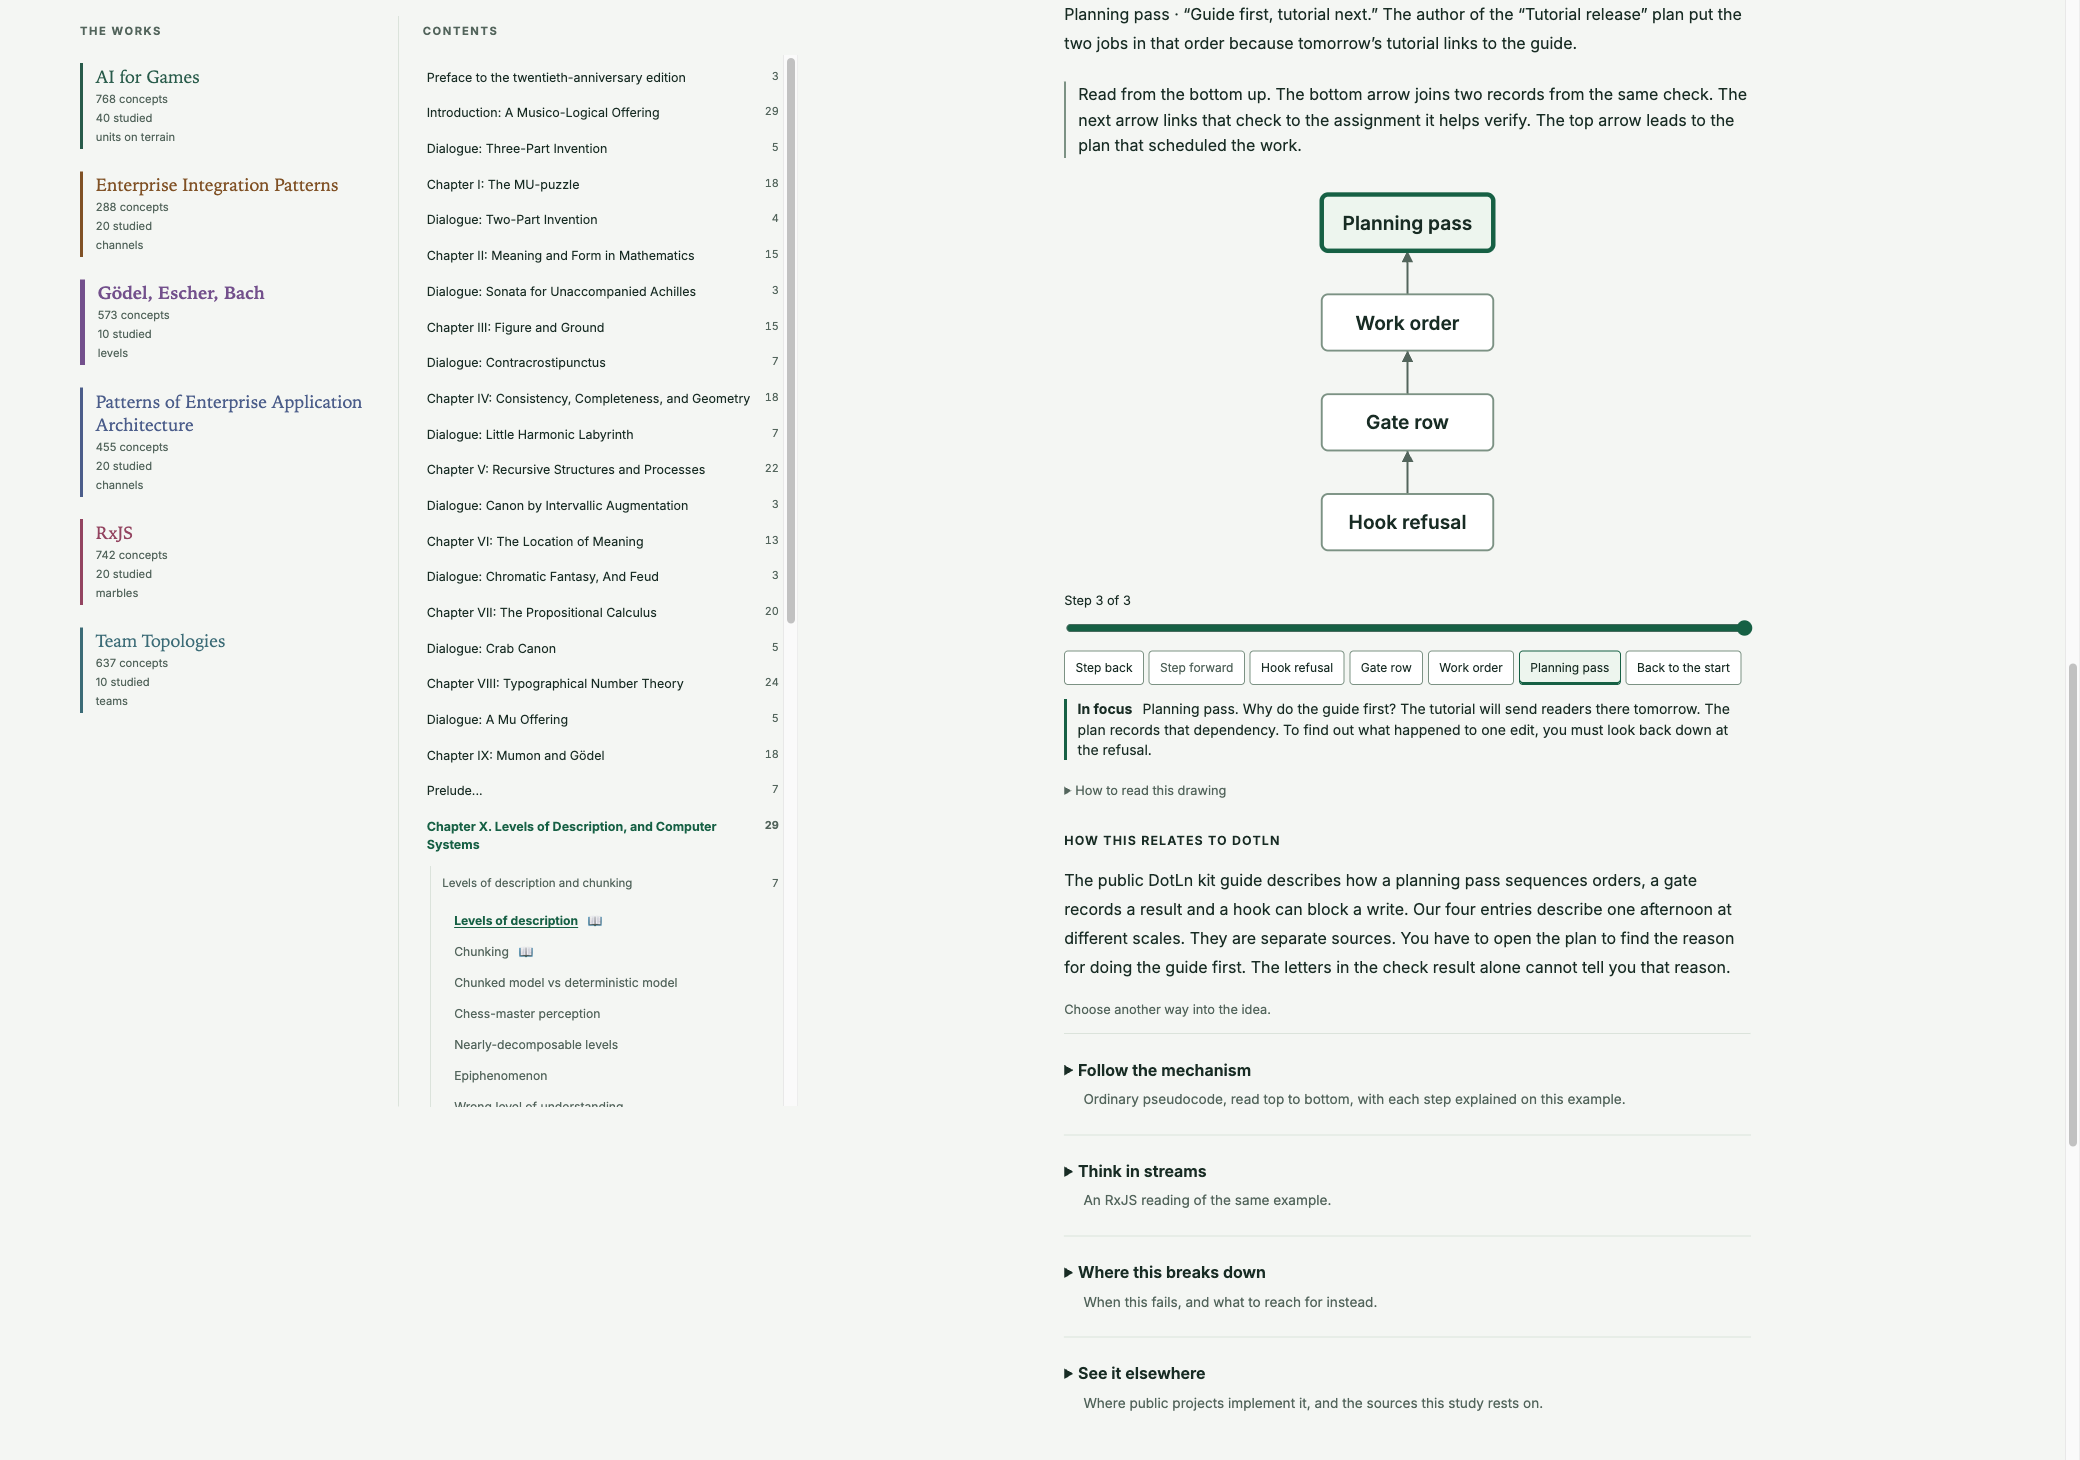 THE WORKS
AI for Games
768 concepts
40 studied
units on terrain
Enterprise Integration Patterns
288 concepts
20 studied
channels
Gödel, Escher, Bach
573 concepts
10 studied
levels
Patterns of Enterprise Application
Architecture
455 concepts
20 studied
channels
RxJS
742 concepts
20 studied
marbles
Team Topologies
637 concepts
10 studied
teams
CONTENTS
Preface to the twentieth-anniversary edition 3
Introduction: A Musico-Logical Offering 29
Dialogue: Three-Part Invention 5
Chapter I: The MU-puzzle 18
Dialogue: Two-Part Invention 4
Chapter II: Meaning and Form in Mathematics 15
Dialogue: Sonata for Unaccompanied Achilles 3
Chapter III: Figure and Ground 15
Dialogue: Contracrostipunctus 7
Chapter IV: Consistency, Completeness, and Geometry 18
Dialogue: Little Harmonic Labyrinth 7
Chapter V: Recursive Structures and Processes 22
Dialogue: Canon by Intervallic Augmentation 3
Chapter VI: The Location of Meaning 13
Dialogue: Chromatic Fantasy, And Feud 3
Chapter VII: The Propositional Calculus 20
Dialogue: Crab Canon 5
Chapter VIII: Typographical Number Theory 24
Dialogue: A Mu Offering 5
Chapter IX: Mumon and Gödel 18
Prelude... 7
Chapter X. Levels of Description, and Computer 29
Systems
Levels of description and chunking 7
Levels of description
Chunking
Chunked model vs deterministic model
Chess-master perception
Nearly-decomposable levels
Epiphenomenon
Wrong level of understanding
Planning pass · “Guide first, tutorial next.” The author of the “Tutorial release” plan put the
two jobs in that order because tomorrow’s tutorial links to the guide.
Read from the bottom up. The bottom arrow joins two records from the same check. The
next arrow links that check to the assignment it helps verify. The top arrow leads to the
plan that scheduled the work.
Planning pass
Work order
Gate row
Hook refusal
Step 3 of 3
Step back Step forward Hook refusal Gate row Work order Planning pass Back to the start
In focus Planning pass. Why do the guide first? The tutorial will send readers there tomorrow. The
plan records that dependency. To find out what happened to one edit, you must look back down at
the refusal.
How to read this drawing
HOW THIS RELATES TO DOTLN
The public DotLn kit guide describes how a planning pass sequences orders, a gate
records a result and a hook can block a write. Our four entries describe one afternoon at
different scales. They are separate sources. You have to open the plan to find the reason
for doing the guide first. The letters in the check result alone cannot tell you that reason.
Choose another way into the idea.
Follow the mechanism
Ordinary pseudocode, read top to bottom, with each step explained on this example.
Think in streams
An RxJS reading of the same example.
Where this breaks down
When this fails, and what to reach for instead.
See it elsewhere
Where public projects implement it, and the sources this study rests on.